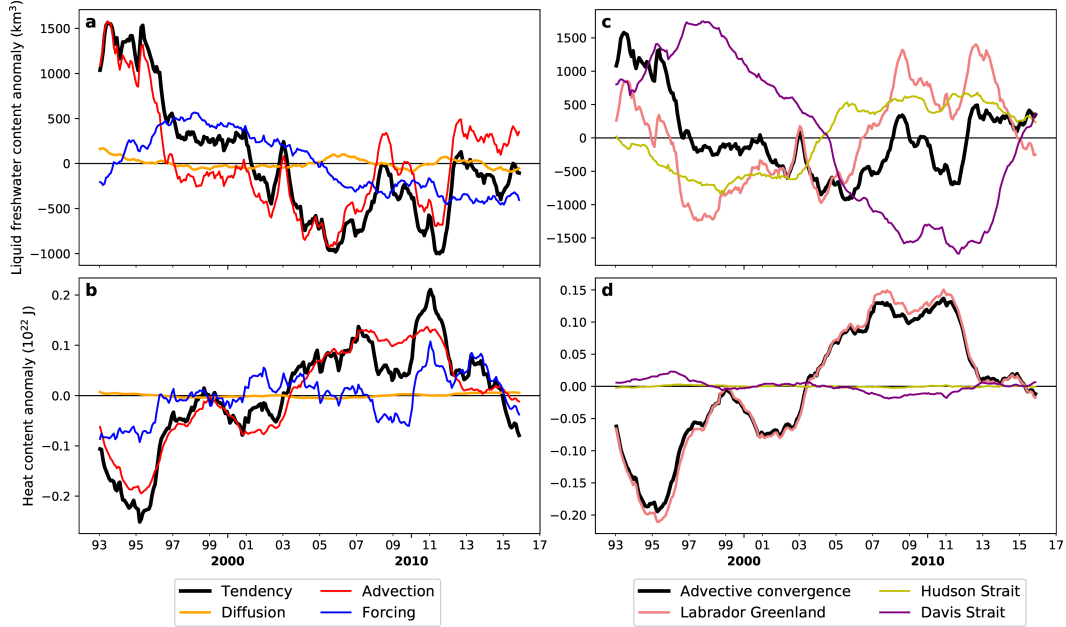 a
Liquid freshwater content anomaly (km³)
1500
1000
500
0
−500
−1000
c
1500
1000
500
0
−500
−1000
−1500
b
Heat content anomaly (10²² J)
0.2
0.1
0.0
−0.1
−0.2
93 95 97 99 01 03 05 07 09 11 13 15 17
2000 2010
d
0.15
0.10
0.05
0.00
−0.05
−0.10
−0.15
−0.20
93 95 97 99 01 03 05 07 09 11 13 15 17
2000 2010
Tendency Advection
Diffusion Forcing
Advective convergence Hudson Strait
Labrador Greenland Davis Strait